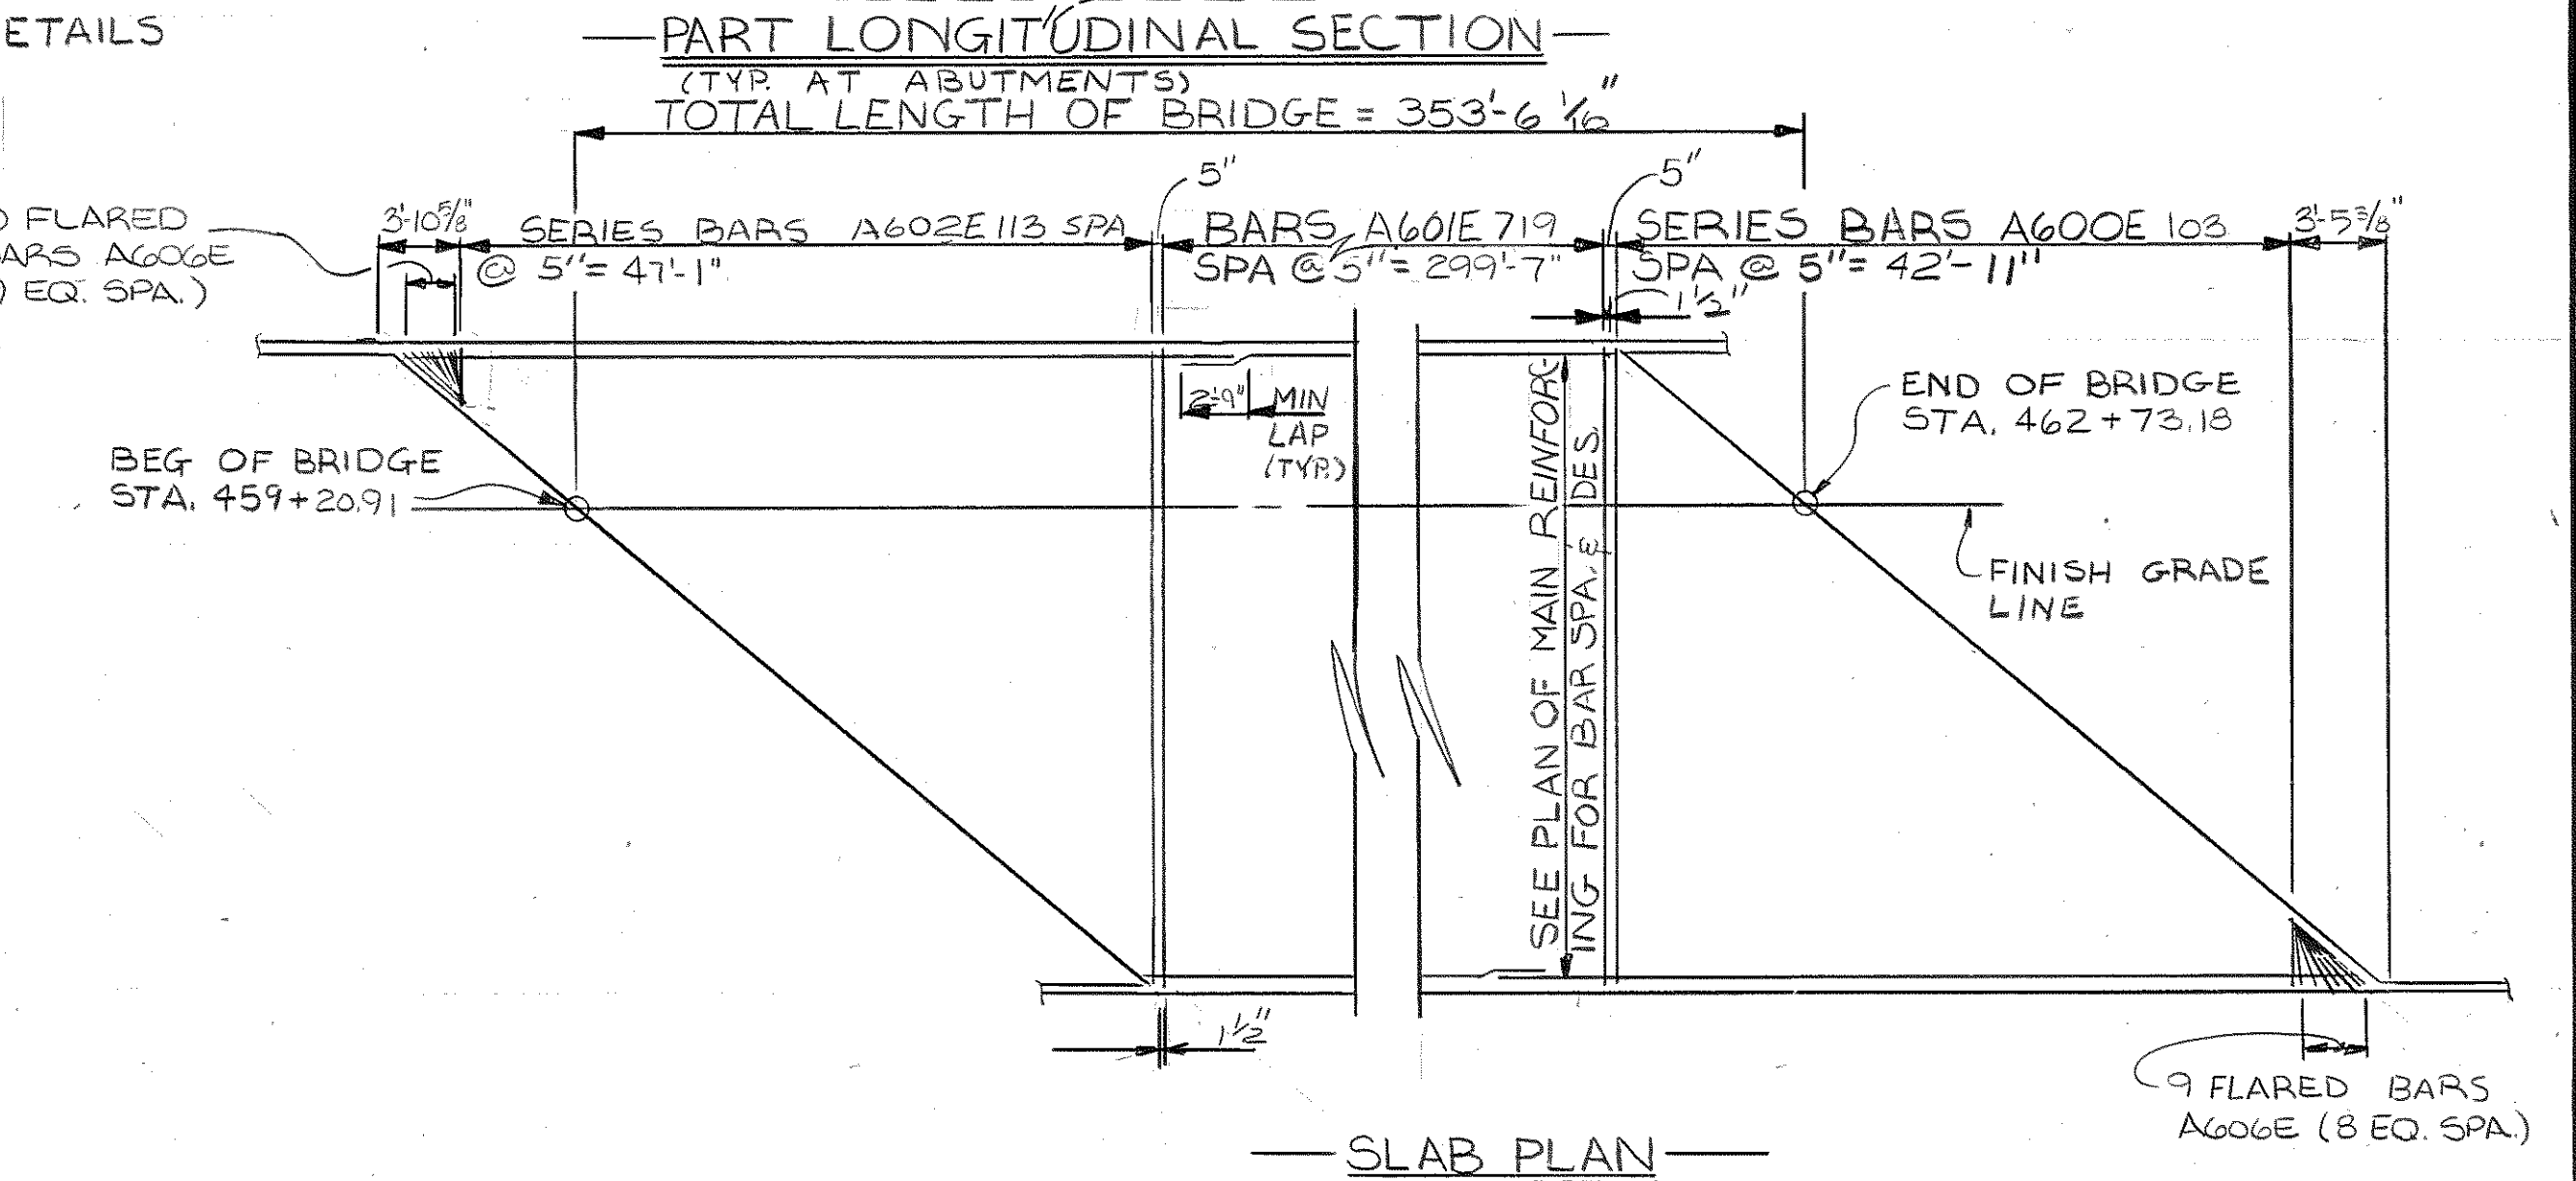 ETAILS
PART LONGITUDINAL SECTION
(TYP. AT ABUTMENTS)
TOTAL LENGTH OF BRIDGE = 353'-6 1/16"
5"
5"
FLARED
BARS A606E
EQ. SPA.)
3'-10 5/8"
SERIES BARS A602E 113 SPA
@ 5" = 47'-1"
BARS A601E 719
SPA @ 5" = 299'-7"
SERIES BARS A600E 103
SPA @ 5" = 42'-11"
3'-5 3/8"
1 1/2"
2'-9" MIN
LAP
(TYP.)
SEE PLAN OF MAIN REINFORC-
ING FOR BAR SPA. & DES.
END OF BRIDGE
STA. 462 + 73.18
BEG OF BRIDGE
STA. 459 + 20.91
FINISH GRADE
LINE
1 1/2"
9 FLARED BARS
A606E (8 EQ. SPA.)
SLAB PLAN